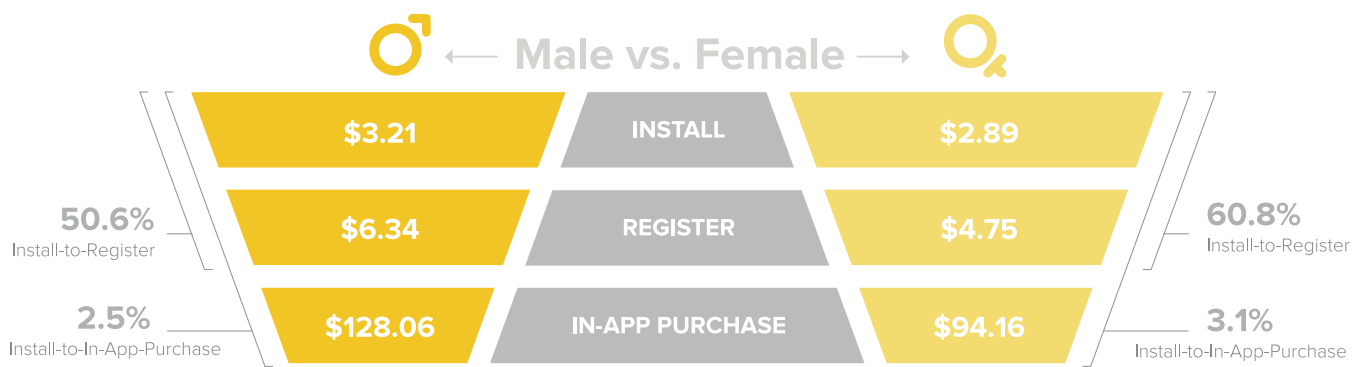 Male vs. Female
$3.21
INSTALL
$2.89
50.6%
Install-to-Register
$6.34
REGISTER
$4.75
60.8%
Install-to-Register
2.5%
Install-to-In-App-Purchase
$128.06
IN-APP PURCHASE
$94.16
3.1%
Install-to-In-App-Purchase